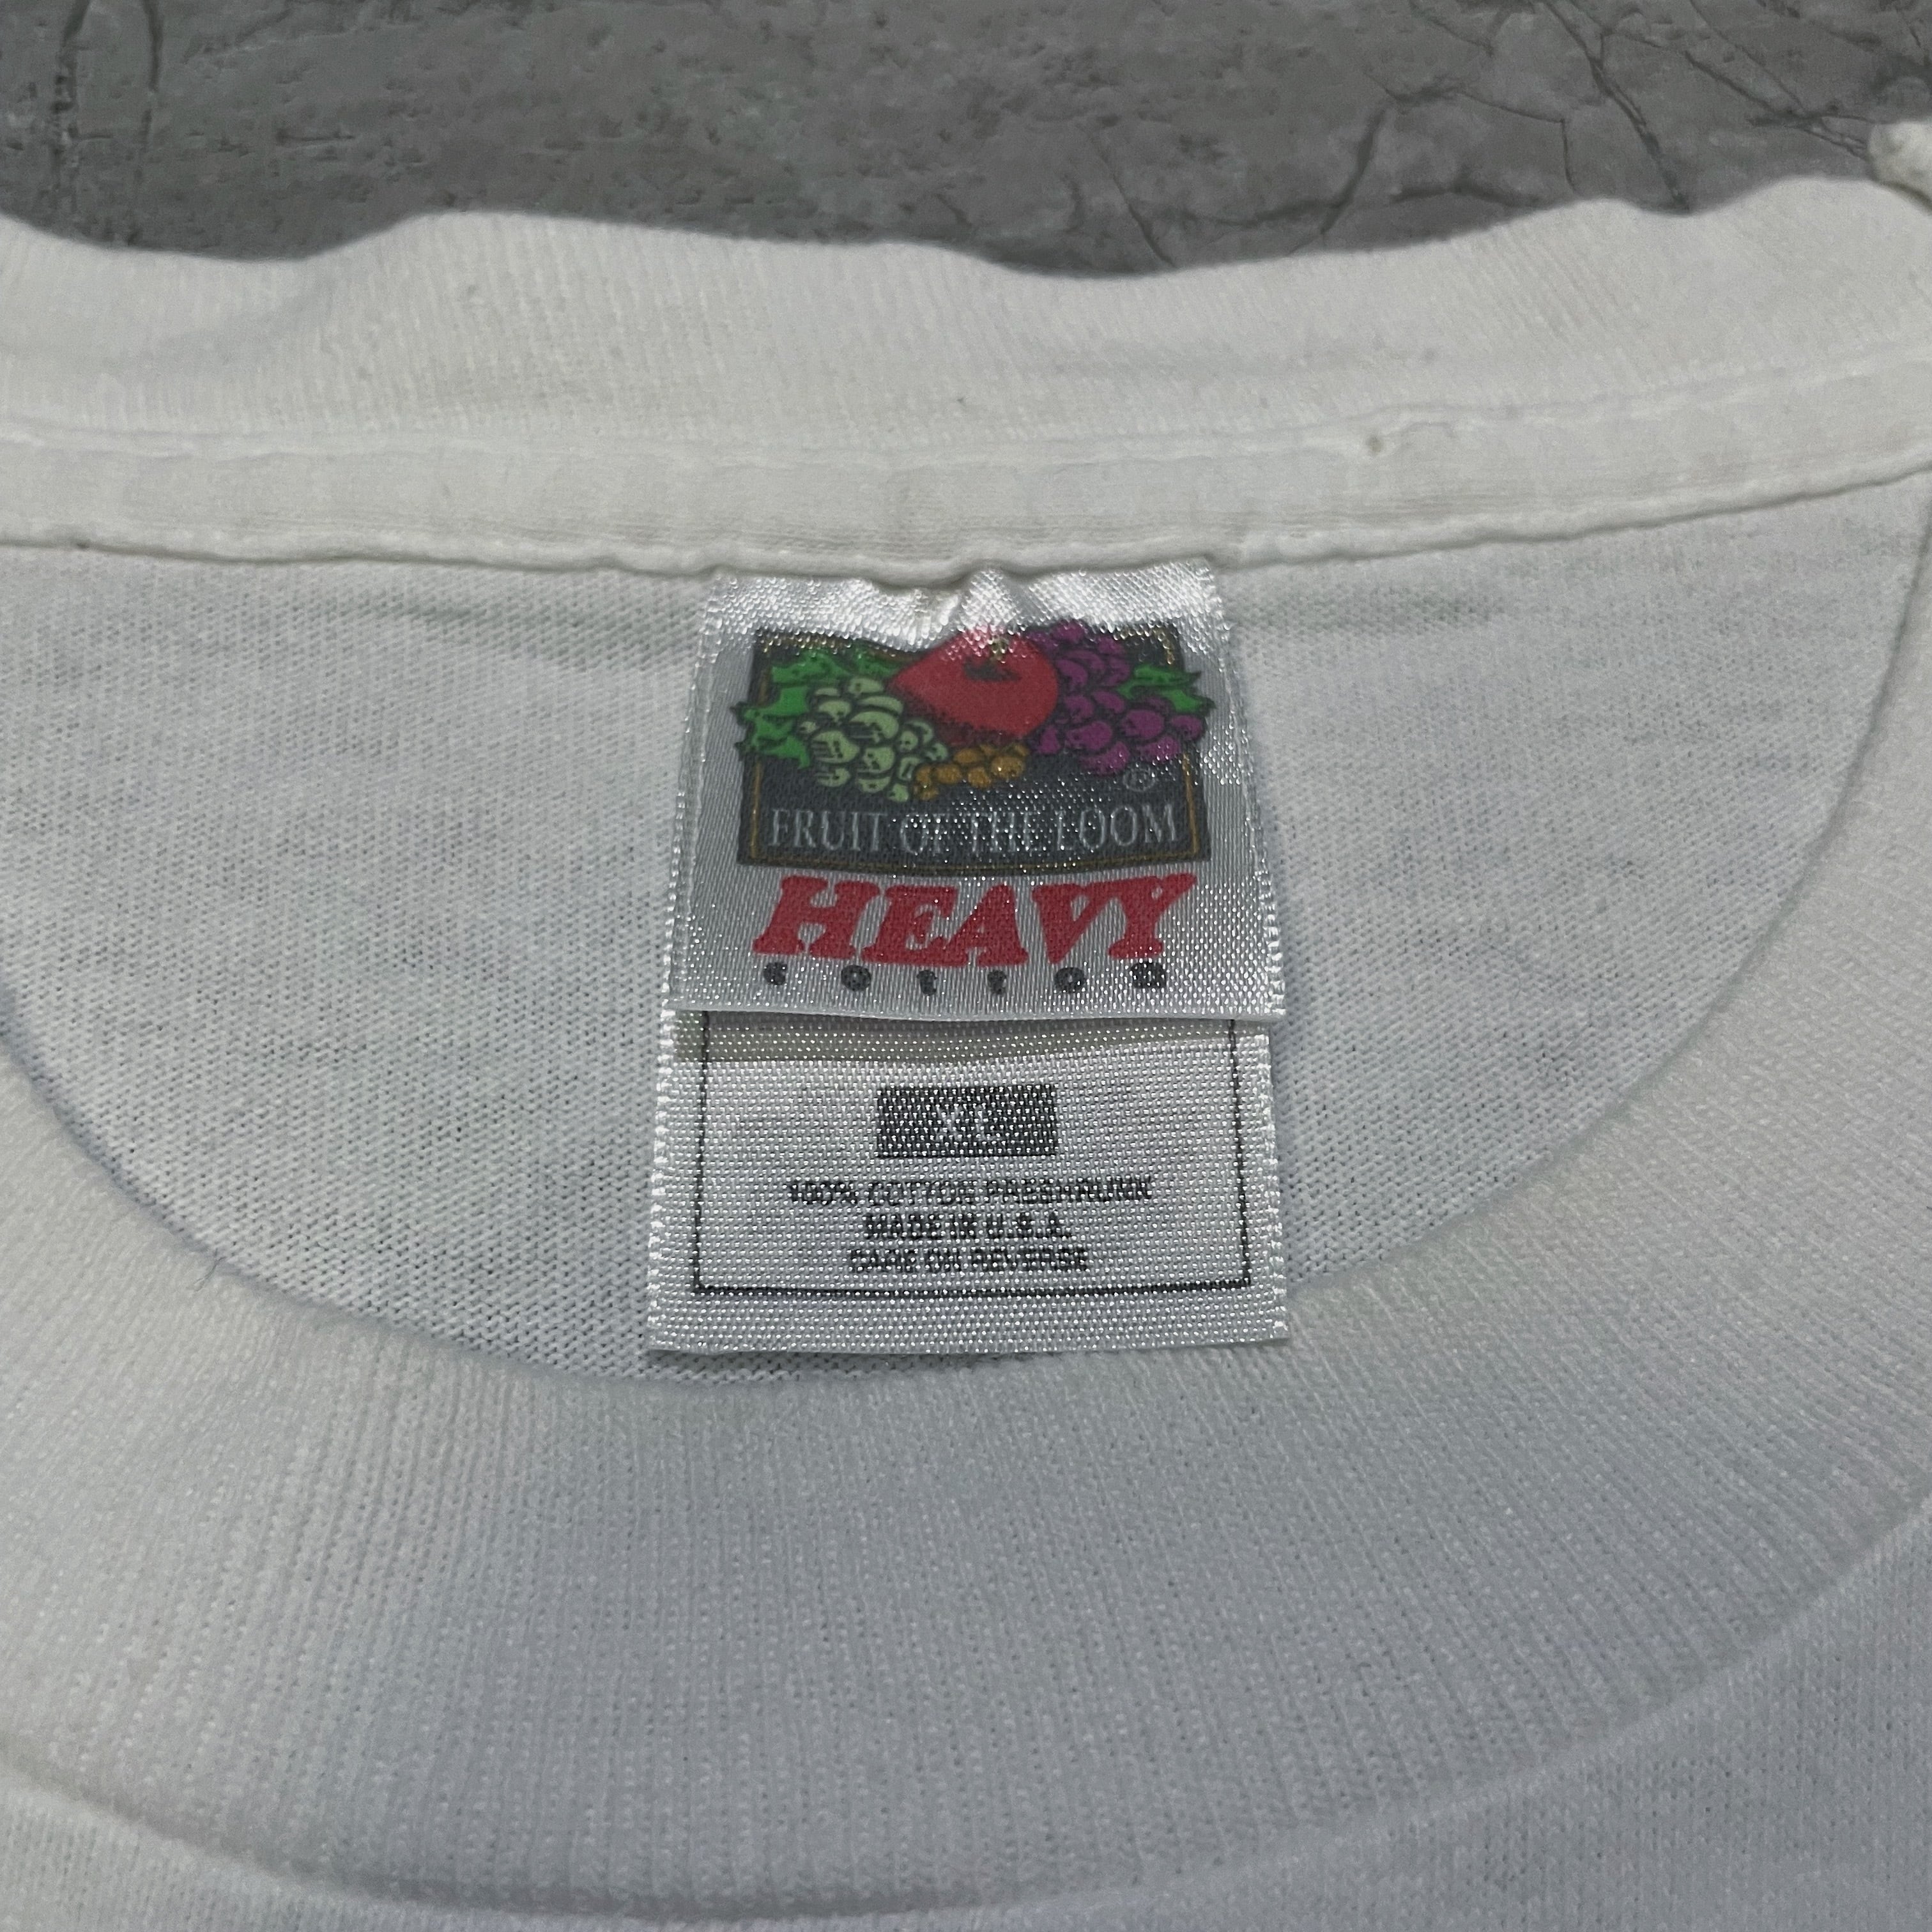 ®
FRUIT OF THE LOOM
HEAVY
cotton
XL
100% COTTON PRESHRUNK
MADE IN U.S.A.
CARE ON REVERSE